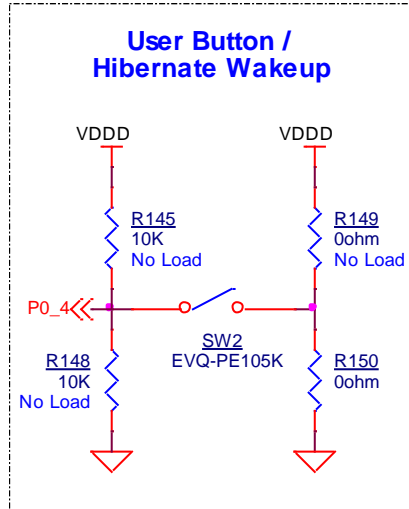 User Button /
Hibernate Wakeup
VDDD
VDDD
R145
10K
No Load
R149
0ohm
No Load
P0_4
SW2
EVQ-PE105K
R148
10K
No Load
R150
0ohm